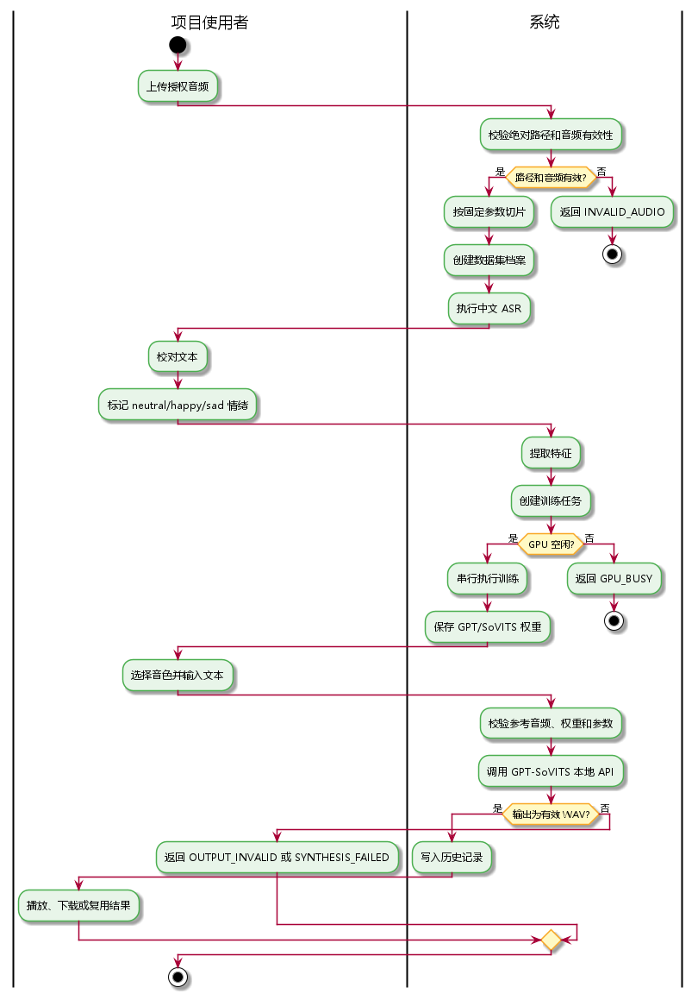 项目使用者
系统
上传授权音频
校验绝对路径和音频有效性
是
路径和音频有效?
否
按固定参数切片
返回 INVALID_AUDIO
创建数据集档案
执行中文 ASR
校对文本
标记 neutral/happy/sad 情绪
提取特征
创建训练任务
是
GPU 空闲?
否
串行执行训练
返回 GPU_BUSY
保存 GPT/SoVITS 权重
选择音色并输入文本
校验参考音频、权重和参数
调用 GPT-SoVITS 本地 API
是
输出为有效 WAV?
否
返回 OUTPUT_INVALID 或 SYNTHESIS_FAILED
写入历史记录
播放、下载或复用结果